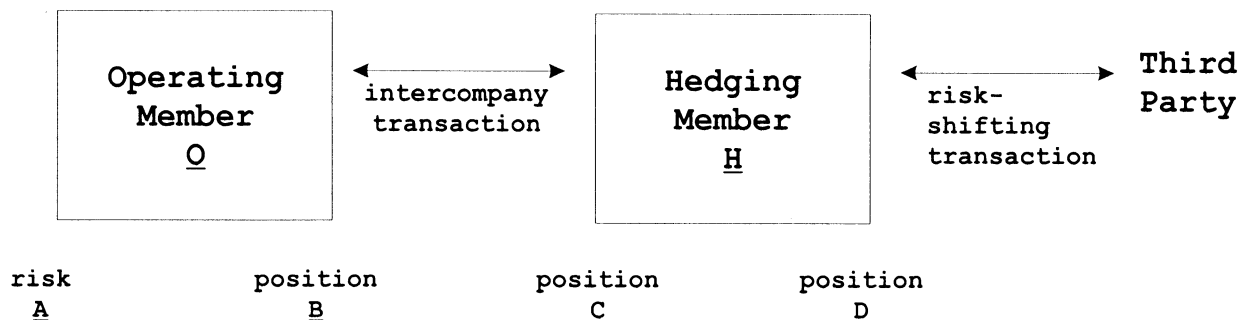 Operating
Member
O
intercompany
transaction
Hedging
Member
H
risk-
shifting
transaction
Third
Party
risk
A
position
B
position
C
position
D